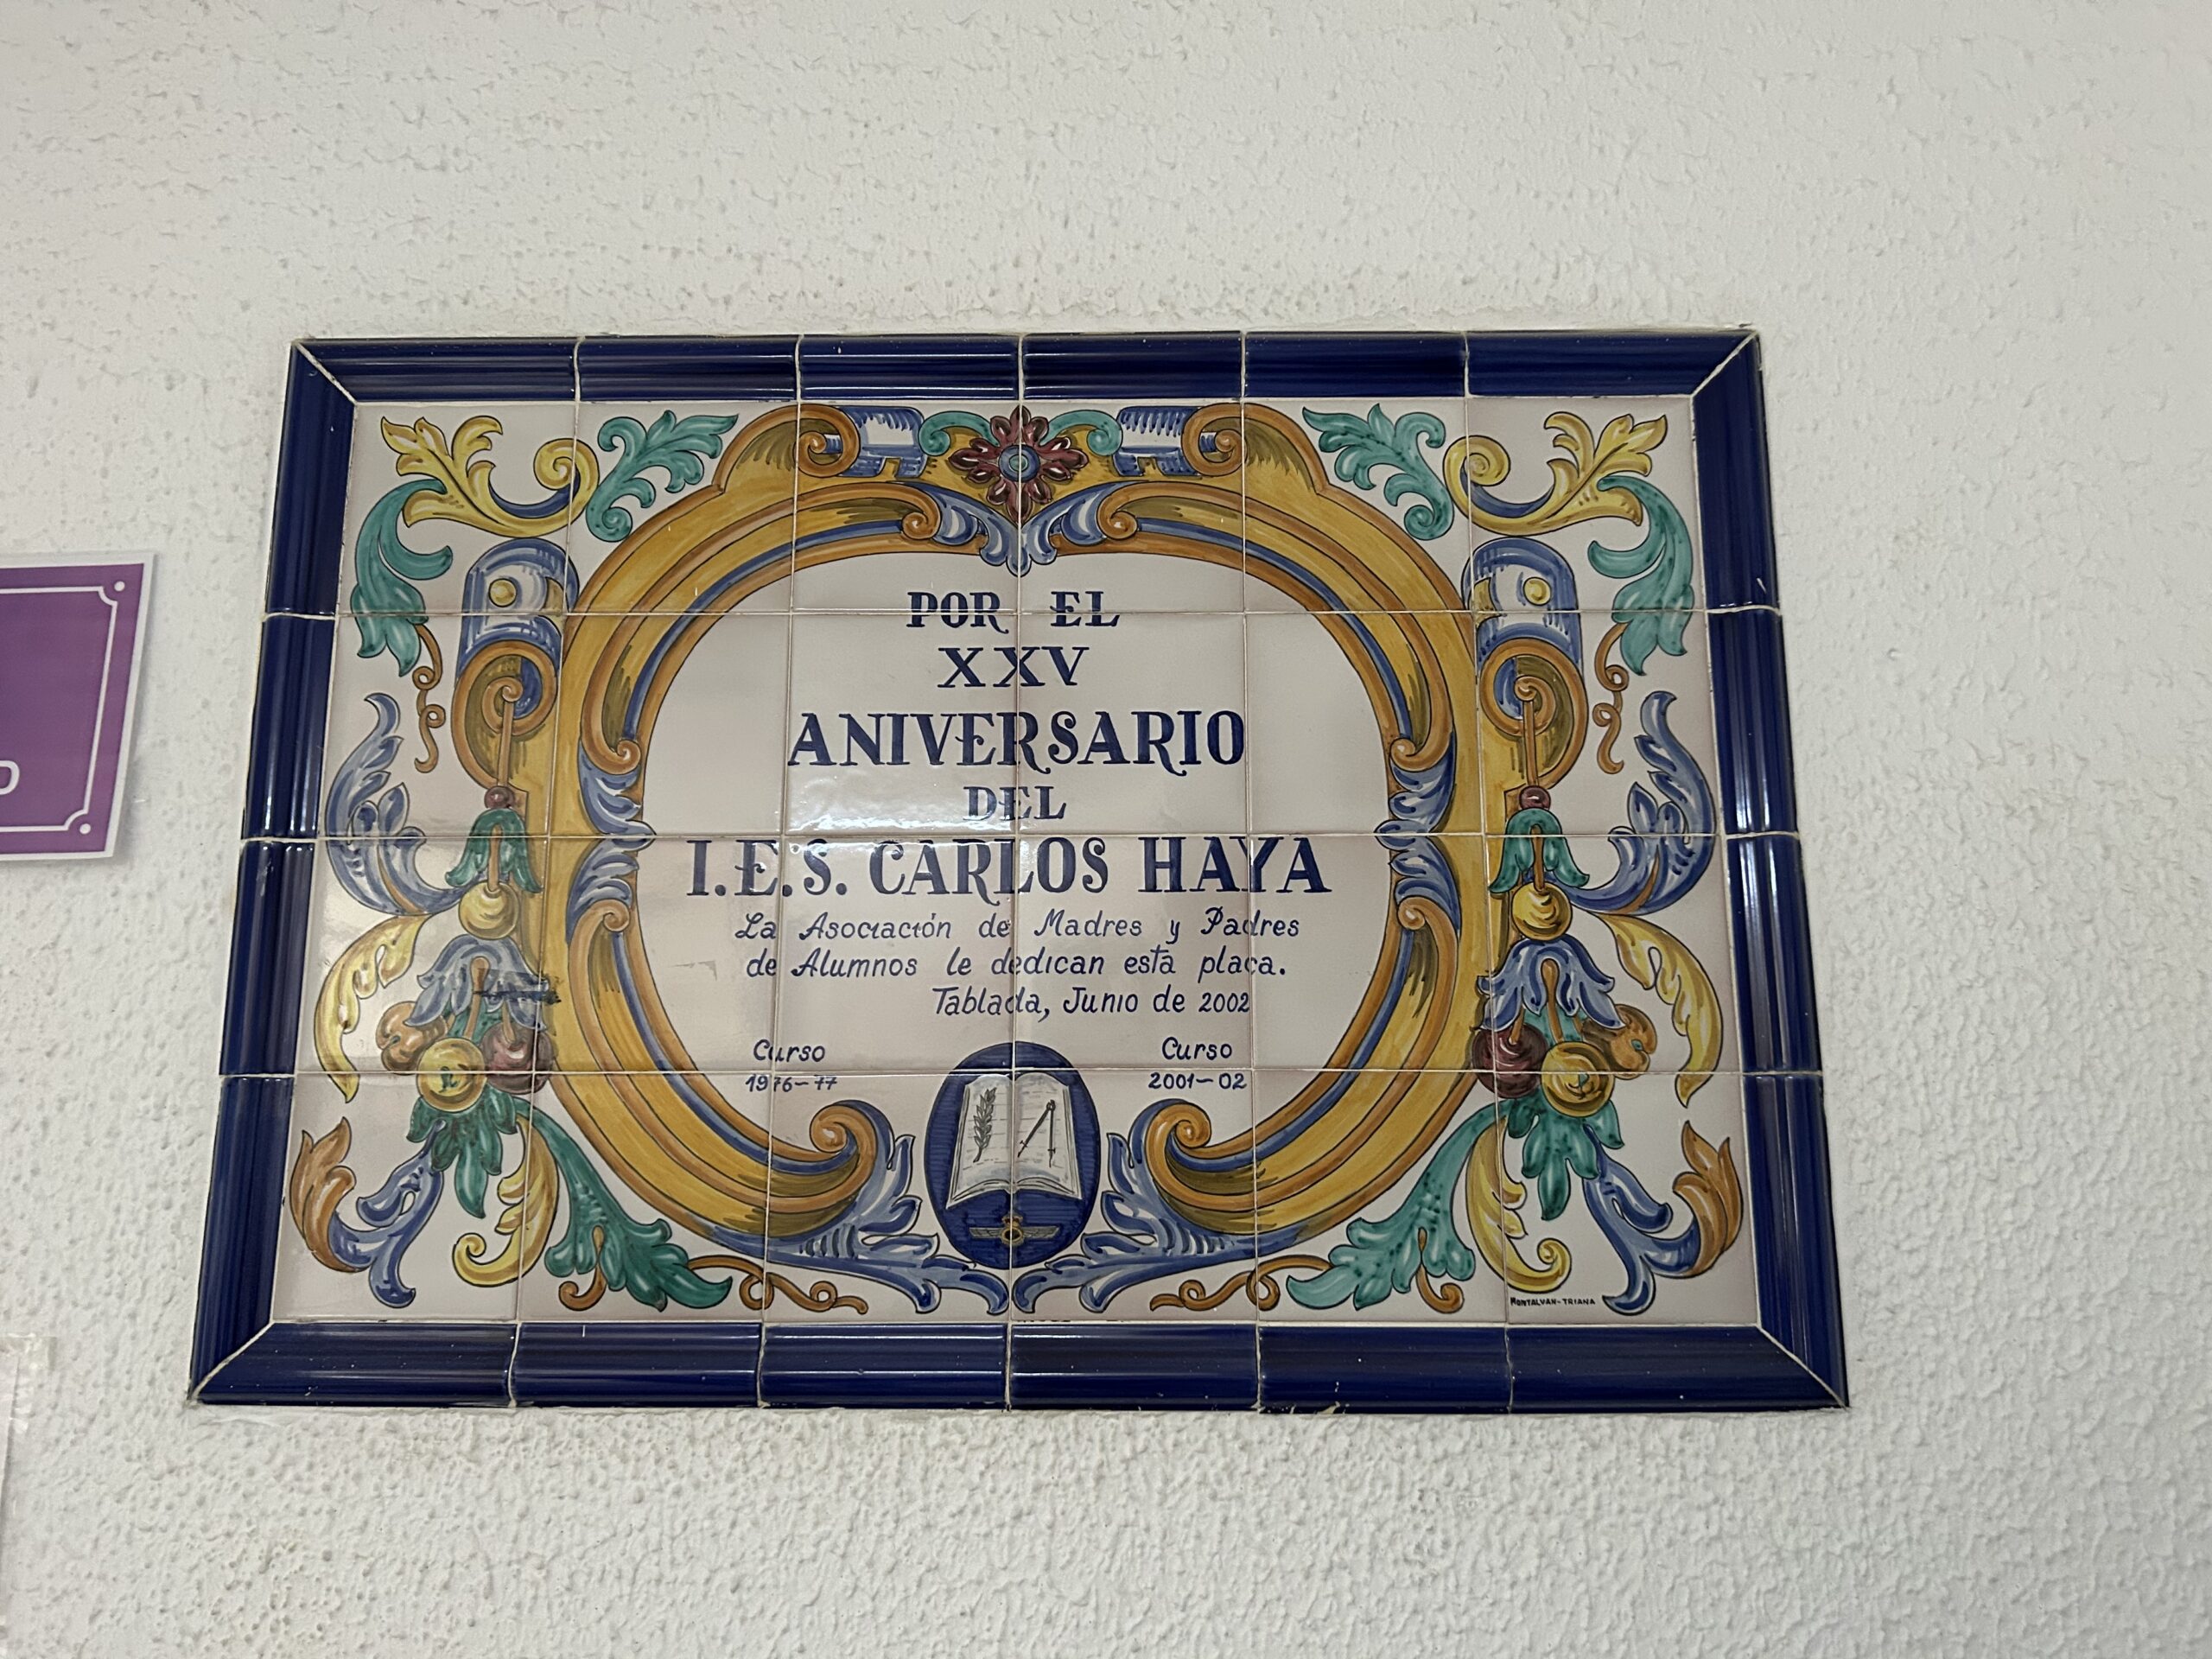 POR EL
XXV
ANIVERSARIO
DEL
I.E.S. CARLOS HAYA
La Asociación de Madres y Padres
de Alumnos le dedican esta placa.
Tablada, Junio de 2002
Curso
1976-77
Curso
2001-02
MONTALVAN-TRIANA
D